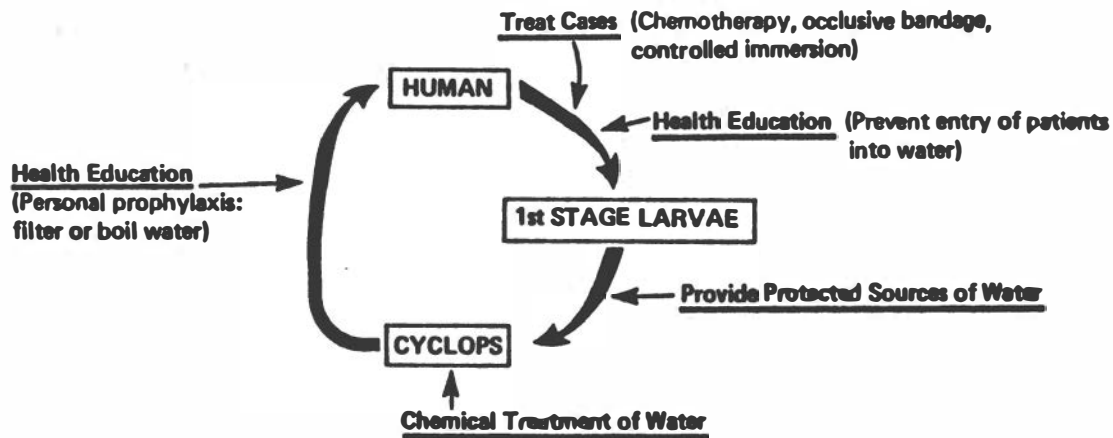 Treat Cases (Chemotherapy, occlusive bandage,
controlled immersion)
HUMAN
Health Education (Prevent entry of patients
into water)
Health Education
(Personal prophylaxis:
filter or boil water)
1st STAGE LARVAE
Provide Protected Sources of Water
CYCLOPS
Chemical Treatment of Water